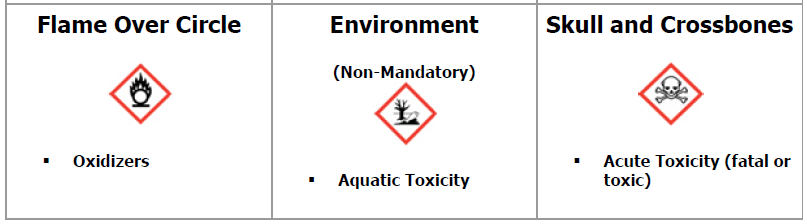 Flame Over Circle
▪ Oxidizers
Environment
(Non-Mandatory)
▪ Aquatic Toxicity
Skull and Crossbones
▪ Acute Toxicity (fatal or
toxic)